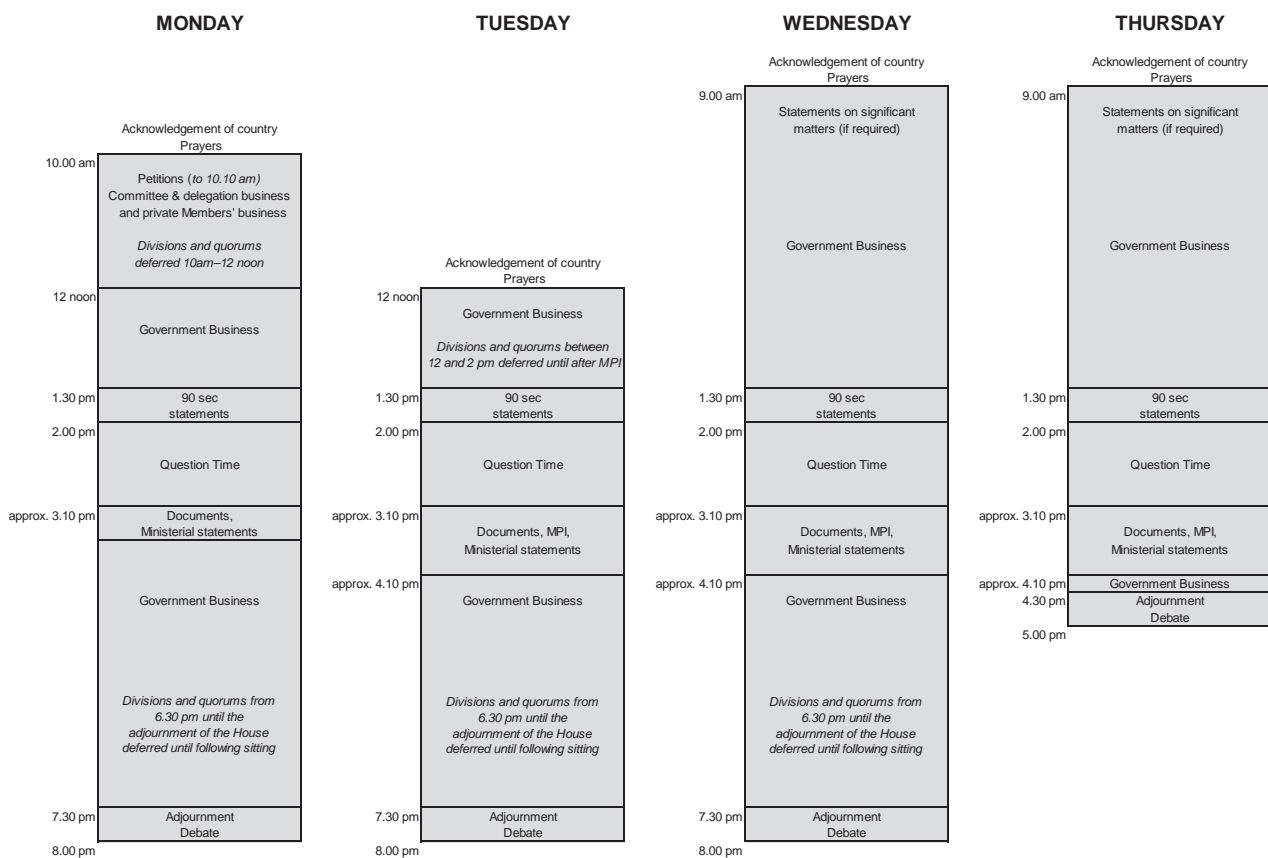 MONDAY
Acknowledgement of country
Prayers
10.00 am
Petitions (to 10.10 am)
Committee & delegation business
and private Members' business
Divisions and quorums
deferred 10am–12 noon
12 noon
Government Business
1.30 pm
90 sec
statements
2.00 pm
Question Time
approx. 3.10 pm
Documents,
Ministerial statements
Government Business
Divisions and quorums from
6.30 pm until the
adjournment of the House
deferred until following sitting
7.30 pm
Adjournment
Debate
8.00 pm
TUESDAY
Acknowledgement of country
Prayers
12 noon
Government Business
Divisions and quorums between
12 and 2 pm deferred until after MPI
1.30 pm
90 sec
statements
2.00 pm
Question Time
approx. 3.10 pm
Documents, MPI,
Ministerial statements
approx. 4.10 pm
Government Business
Divisions and quorums from
6.30 pm until the
adjournment of the House
deferred until following sitting
7.30 pm
Adjournment
Debate
8.00 pm
WEDNESDAY
Acknowledgement of country
Prayers
9.00 am
Statements on significant
matters (if required)
Government Business
1.30 pm
90 sec
statements
2.00 pm
Question Time
approx. 3.10 pm
Documents, MPI,
Ministerial statements
approx. 4.10 pm
Government Business
Divisions and quorums from
6.30 pm until the
adjournment of the House
deferred until following sitting
7.30 pm
Adjournment
Debate
8.00 pm
THURSDAY
Acknowledgement of country
Prayers
9.00 am
Statements on significant
matters (if required)
Government Business
1.30 pm
90 sec
statements
2.00 pm
Question Time
approx. 3.10 pm
Documents, MPI,
Ministerial statements
approx. 4.10 pm
Government Business
4.30 pm
Adjournment
Debate
5.00 pm